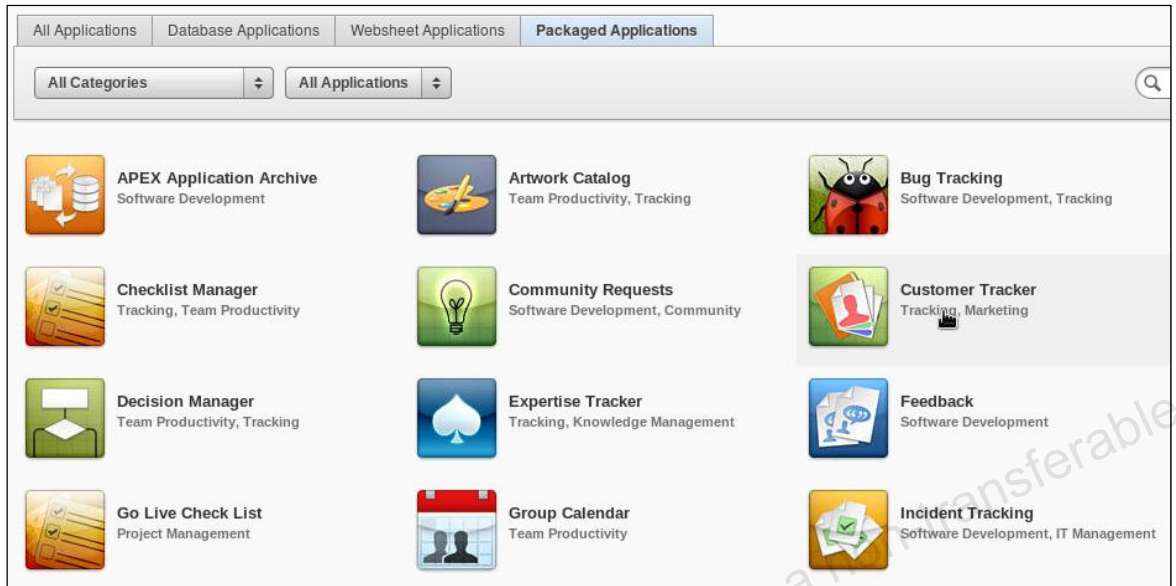 All Applications
Database Applications
Websheet Applications
Packaged Applications
All Categories
All Applications
APEX Application Archive
Software Development
Artwork Catalog
Team Productivity, Tracking
Bug Tracking
Software Development, Tracking
Checklist Manager
Tracking, Team Productivity
Community Requests
Software Development, Community
Customer Tracker
Tracking, Marketing
Decision Manager
Team Productivity, Tracking
Expertise Tracker
Tracking, Knowledge Management
Feedback
Software Development
Go Live Check List
Project Management
Group Calendar
Team Productivity
Incident Tracking
Software Development, IT Management
a non-transferable